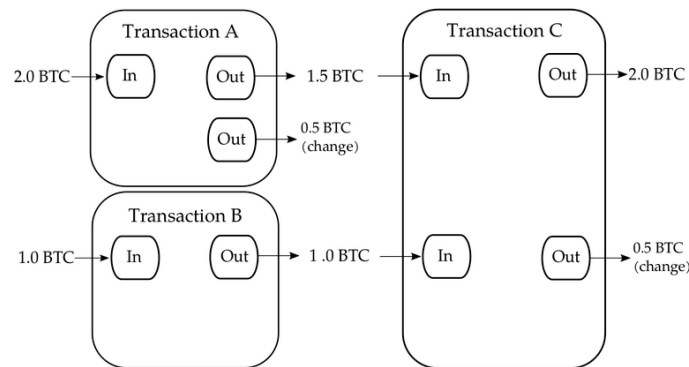 Transaction A
2.0 BTC
In
Out
1.5 BTC
Out
0.5 BTC
(change)
Transaction B
1.0 BTC
In
Out
1 .0 BTC
Transaction C
In
Out
2.0 BTC
In
Out
0.5 BTC
(change)